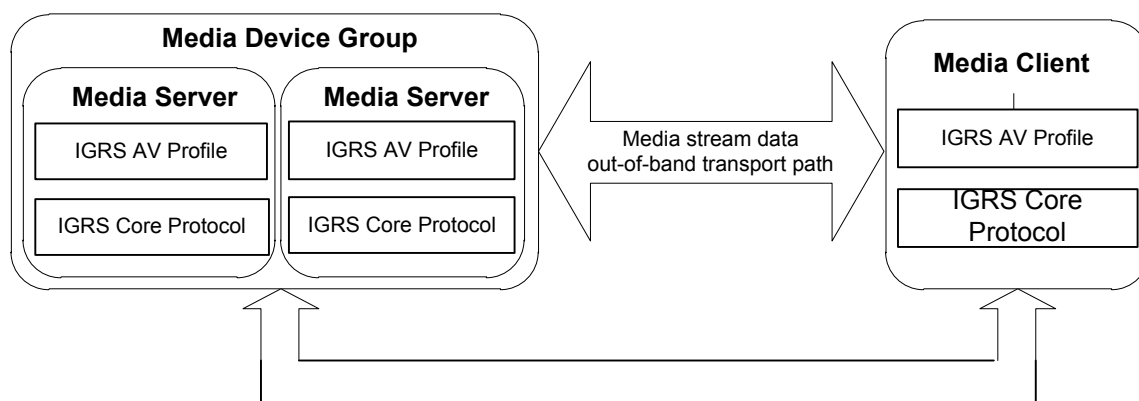 Media Device Group
Media Server
IGRS AV Profile
IGRS Core Protocol
Media Server
IGRS AV Profile
IGRS Core Protocol
Media stream data
out-of-band transport path
Media Client
IGRS AV Profile
IGRS Core
Protocol